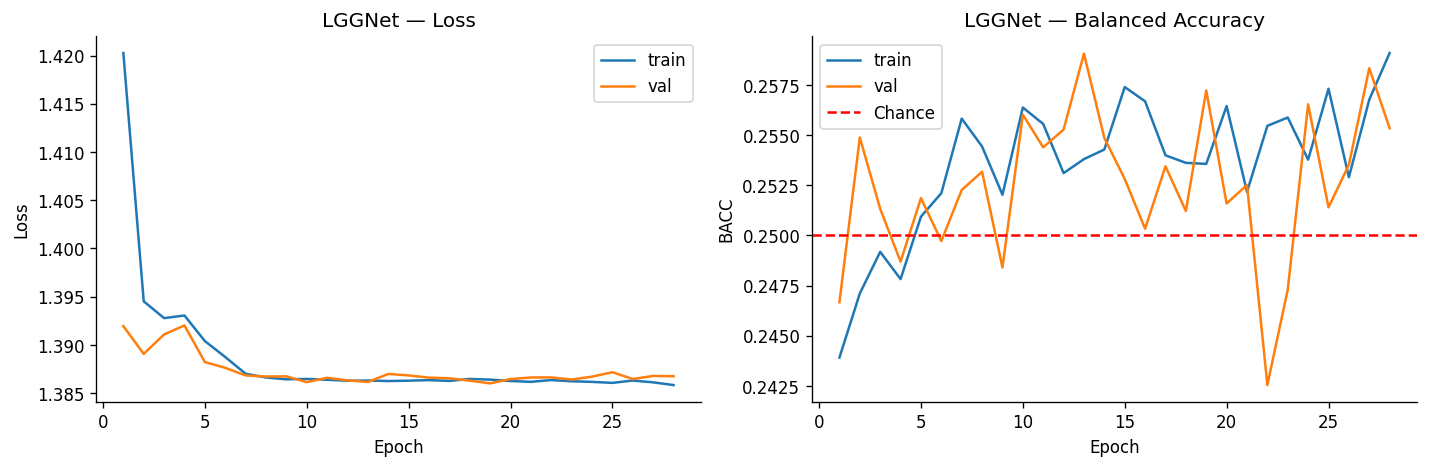 LGGNet — Loss
1.420
1.415
1.410
1.405
1.400
1.395
1.390
1.385
Loss
0
5
10
15
20
25
Epoch
train
val
LGGNet — Balanced Accuracy
0.2575
0.2550
0.2525
0.2500
0.2475
0.2450
0.2425
BACC
0
5
10
15
20
25
Epoch
train
val
Chance